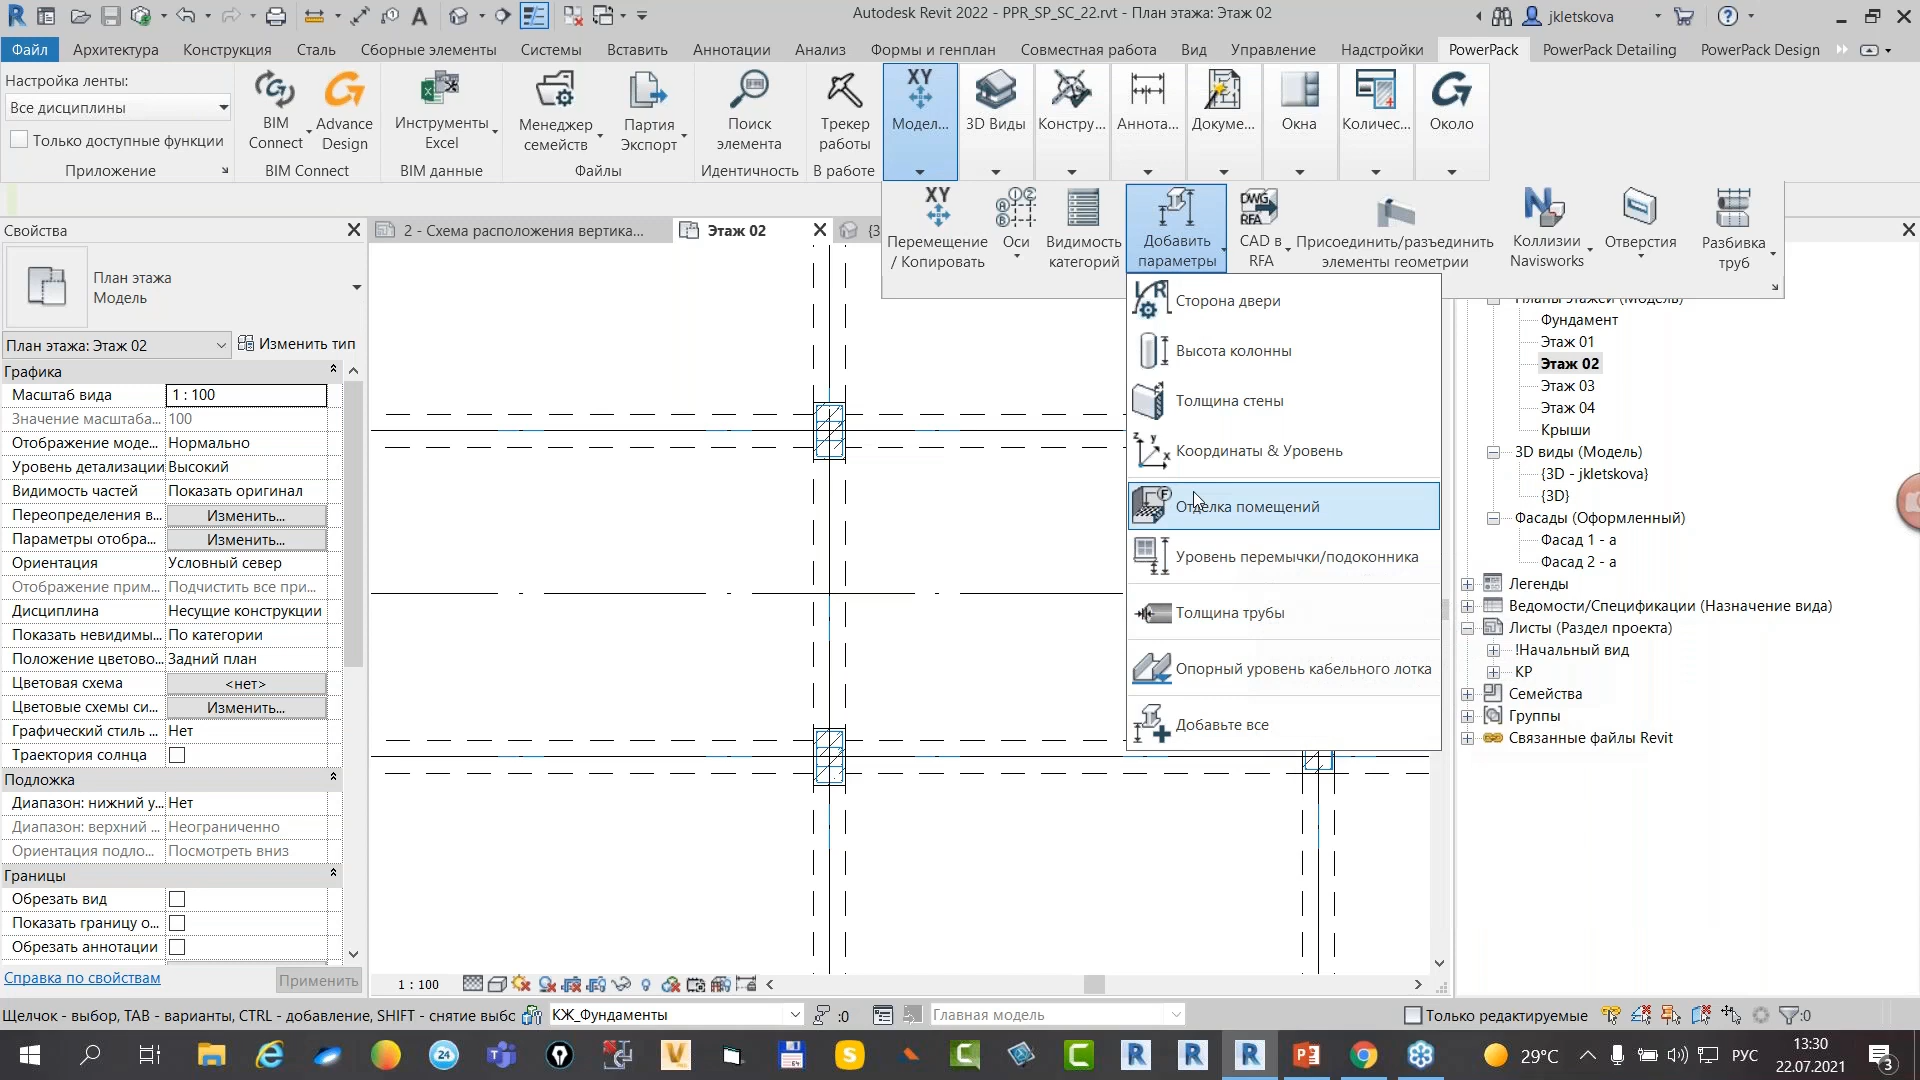 Autodesk Revit 2022 - PPR_SP_SC_22.rvt - План этажа: Этаж 02
jkletskova
Файл Архитектура Конструкция Сталь Сборные элементы Системы Вставить Аннотации Анализ Формы и генплан Совместная работа Вид Управление Надстройки PowerPack PowerPack Detailing PowerPack Design
Настройка ленты:
Все дисциплины
Только доступные функции
Приложение
BIM Connect
Advance Design
BIM Connect
Инструменты Excel
BIM данные
Менеджер семейств
Партия Экспорт
Файлы
Поиск элемента
Идентичность
Трекер работы
В работе
Модел...
3D Виды
Констру...
Аннота...
Докуме...
Окна
Количес...
Около
XY
Перемещение / Копировать
Оси
Видимость категорий
Добавить параметры
CAD в RFA
Присоединить/разъединить элементы геометрии
Коллизии Navisworks
Отверстия
Разбивка труб
Сторона двери
Высота колонны
Толщина стены
Координаты & Уровень
Отделка помещений
Уровень перемычки/подоконника
Толщина трубы
Опорный уровень кабельного лотка
Добавьте все
Свойства
2 - Схема расположения вертика...
Этаж 02
{3
План этажа
Модель
План этажа: Этаж 02
Изменить тип
Графика
Масштаб вида 1 : 100
Значение масштаба... 100
Отображение моде... Нормально
Уровень детализации Высокий
Видимость частей Показать оригинал
Переопределения в... Изменить...
Параметры отобра... Изменить...
Ориентация Условный север
Отображение прим... Подчистить все при...
Дисциплина Несущие конструкции
Показать невидимы... По категории
Положение цветово... Задний план
Цветовая схема <нет>
Цветовые схемы си... Изменить...
Графический стиль ... Нет
Траектория солнца
Подложка
Диапазон: нижний у... Нет
Диапазон: верхний ... Неограниченно
Ориентация подло... Посмотреть вниз
Границы
Обрезать вид
Показать границу о...
Обрезать аннотации
Справка по свойствам
Применить
Планы этажей (Модель)
Фундамент
Этаж 01
Этаж 02
Этаж 03
Этаж 04
Крыши
3D виды (Модель)
{3D - jkletskova}
{3D}
Фасады (Оформленный)
Фасад 1 - а
Фасад 2 - а
Легенды
Ведомости/Спецификации (Назначение вида)
Листы (Раздел проекта)
!Начальный вид
КР
Семейства
Группы
Связанные файлы Revit
1 : 100
Щелчок - выбор, TAB - варианты, CTRL - добавление, SHIFT - снятие выбс
КЖ_Фундаменты
:0
Главная модель
Только редактируемые
:0
29°C
РУС
13:30
22.07.2021
3